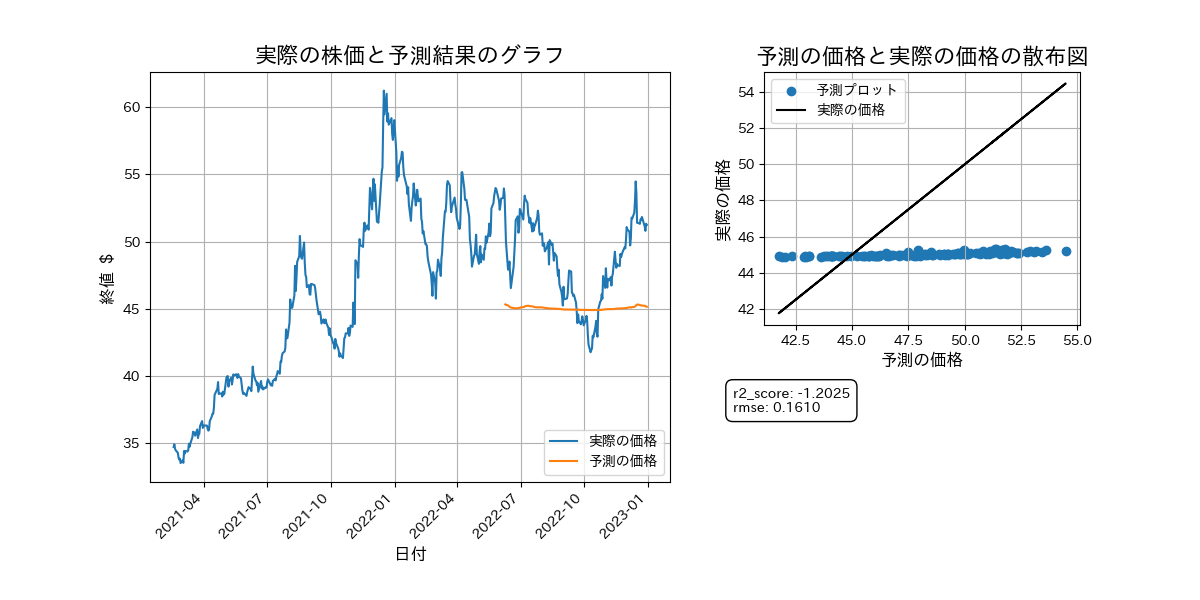 実際の株価と予測結果のグラフ
終値 $
60
55
50
45
40
35
実際の価格
予測の価格
2021-04
2021-07
2021-10
2022-01
2022-04
2022-07
2022-10
2023-01
日付
予測の価格と実際の価格の散布図
予測プロット
実際の価格
実際の価格
54
52
50
48
46
44
42
42.5
45.0
47.5
50.0
52.5
55.0
予測の価格
r2_score: -1.2025
rmse: 0.1610